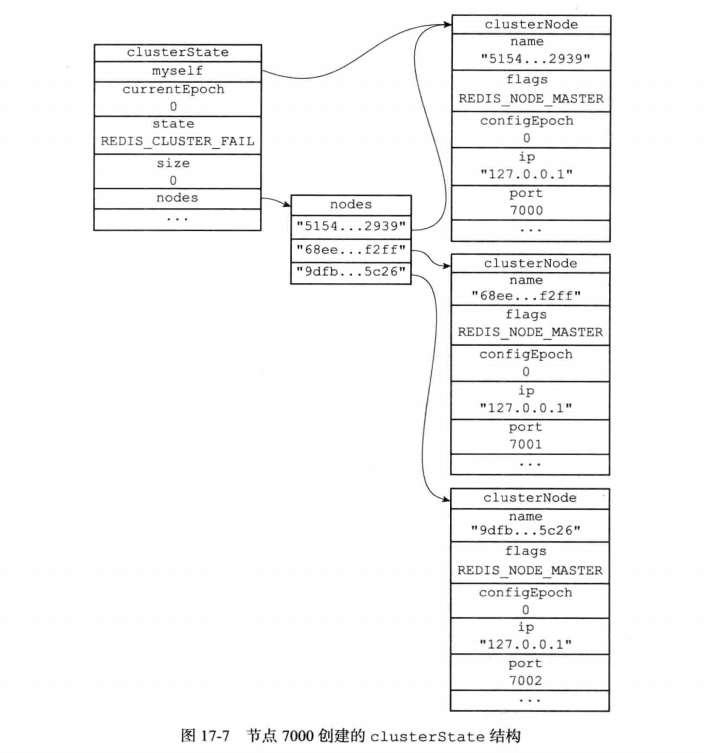 clusterState
myself
currentEpoch
0
state
REDIS_CLUSTER_FAIL
size
0
nodes
...
nodes
"5154...2939"
"68ee...f2ff"
"9dfb...5c26"
clusterNode
name
"5154...2939"
flags
REDIS_NODE_MASTER
configEpoch
0
ip
"127.0.0.1"
port
7000
...
clusterNode
name
"68ee...f2ff"
flags
REDIS_NODE_MASTER
configEpoch
0
ip
"127.0.0.1"
port
7001
...
clusterNode
name
"9dfb...5c26"
flags
REDIS_NODE_MASTER
configEpoch
0
ip
"127.0.0.1"
port
7002
...
图 17-7 节点 7000 创建的 clusterState 结构